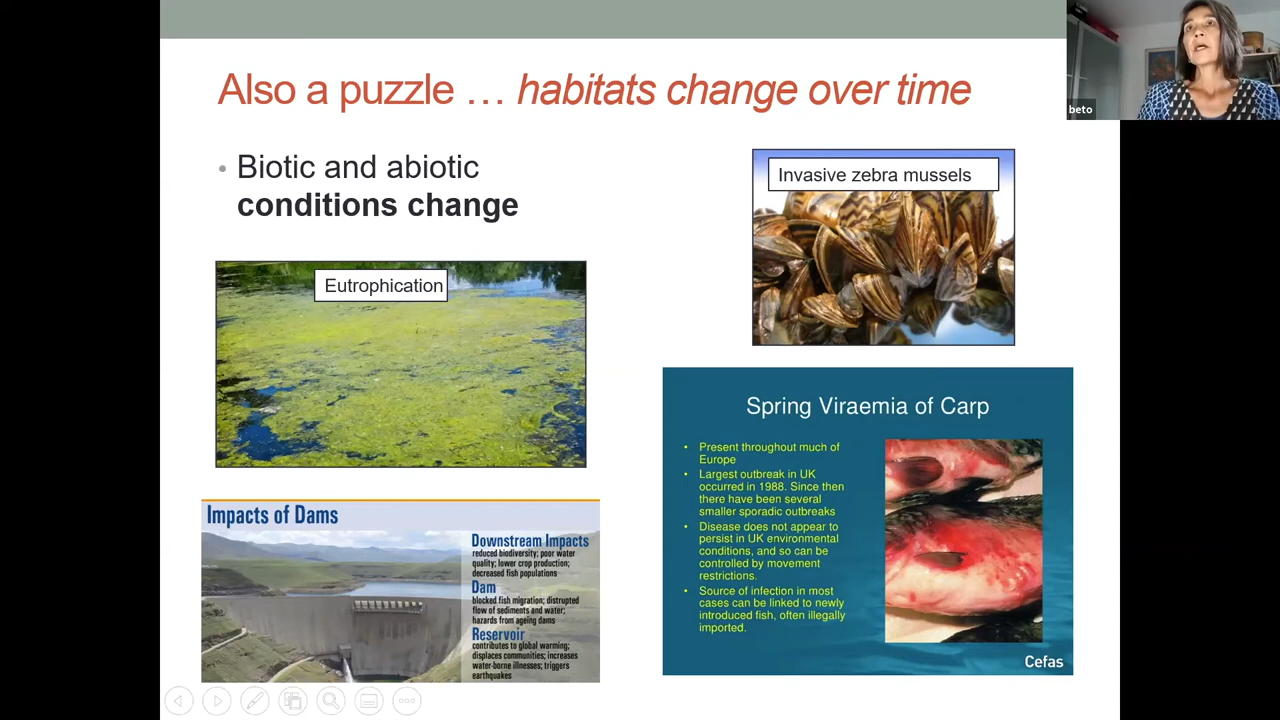 Also a puzzle … habitats change over time
beto
• Biotic and abiotic
conditions change
Invasive zebra mussels
Eutrophication
Impacts of Dams
Downstream Impacts
reduced biodiversity; poor water
quality; lower crop production;
decreased fish populations
Dam
blocked fish migration; distrupted
flow of sediments and water;
hazards from ageing dams
Reservoir
contributes to global warming;
displaces communities; increases
water-borne illnesses; triggers
earthquakes
Spring Viraemia of Carp
• Present throughout much of
Europe
• Largest outbreak in UK
occurred in 1988. Since then
there have been several
smaller sporadic outbreaks
• Disease does not appear to
persist in UK environmental
conditions, and so can be
controlled by movement
restrictions.
• Source of infection in most
cases can be linked to newly
introduced fish, often illegally
imported.
Cefas